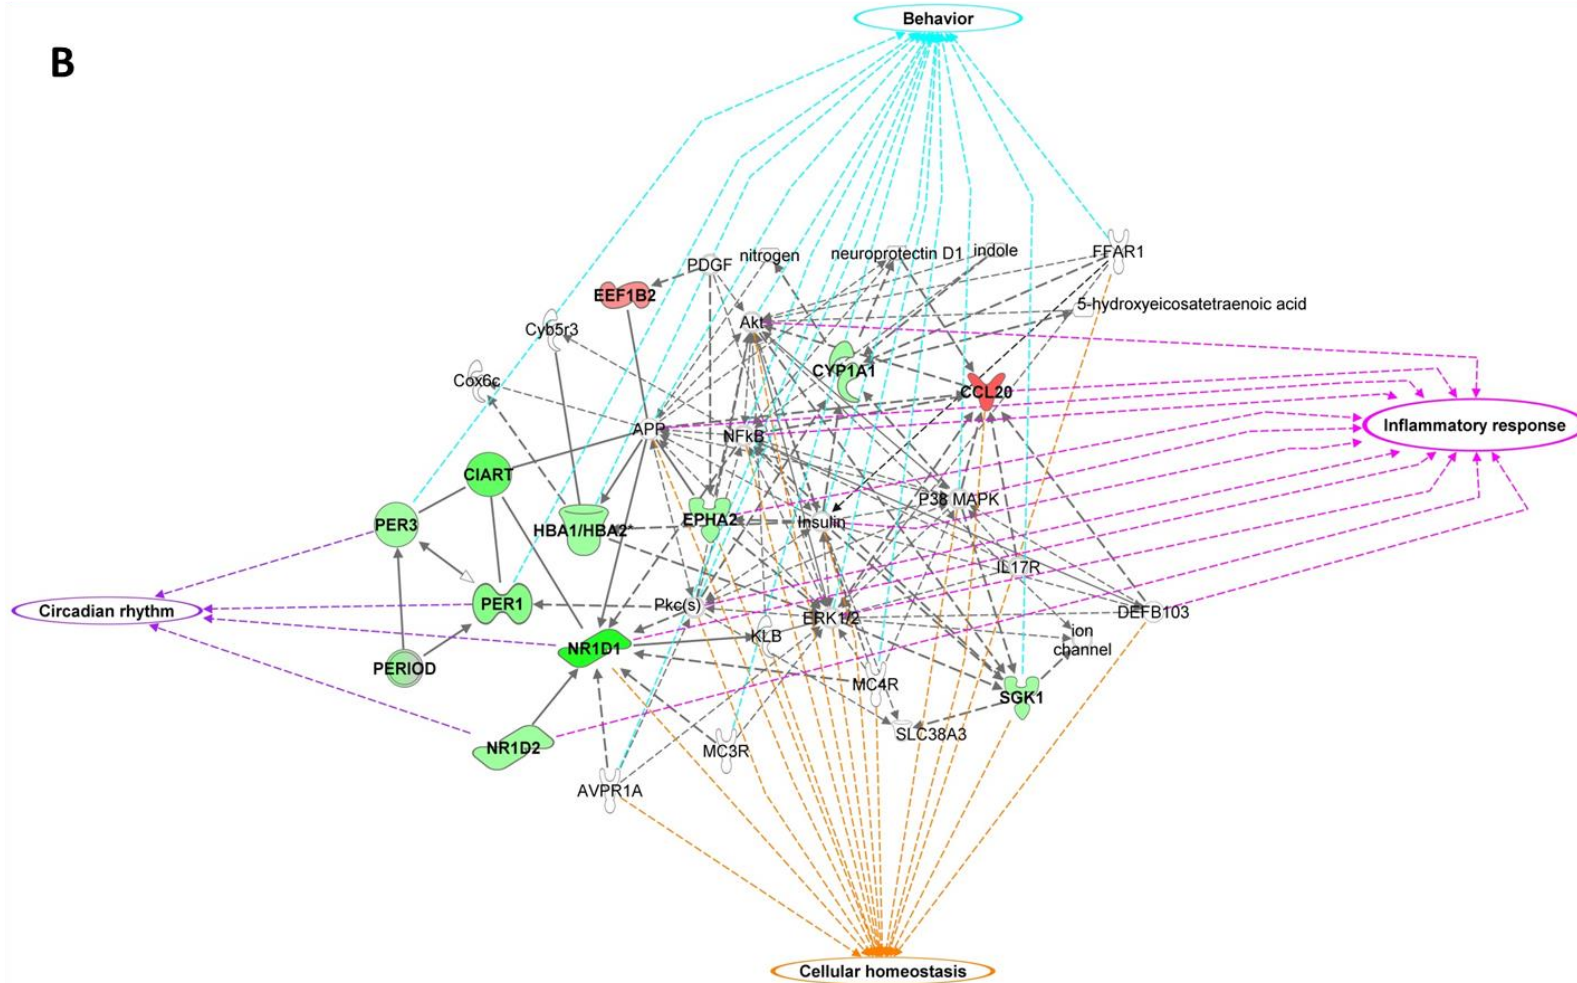 Behavior
B
PDGF
nitrogen
neuroprotectin D1
indole
FFAR1
EEF1B2
5-hydroxyeicosatetraenoic acid
Cyb5r3
Akt
CYP1A1
Cox6c
CCL20
APP
NFkB
Inflammatory response
CIART
P38 MAPK
PER3
HBA1/HBA2*
EPHA2
Insulin
IL17R
Circadian rhythm
PER1
Pkc(s)
ERK1/2
DEFB103
KLB
ion
channel
NR1D1
PERIOD
MC4R
SGK1
NR1D2
MC3R
SLC38A3
AVPR1A
Cellular homeostasis